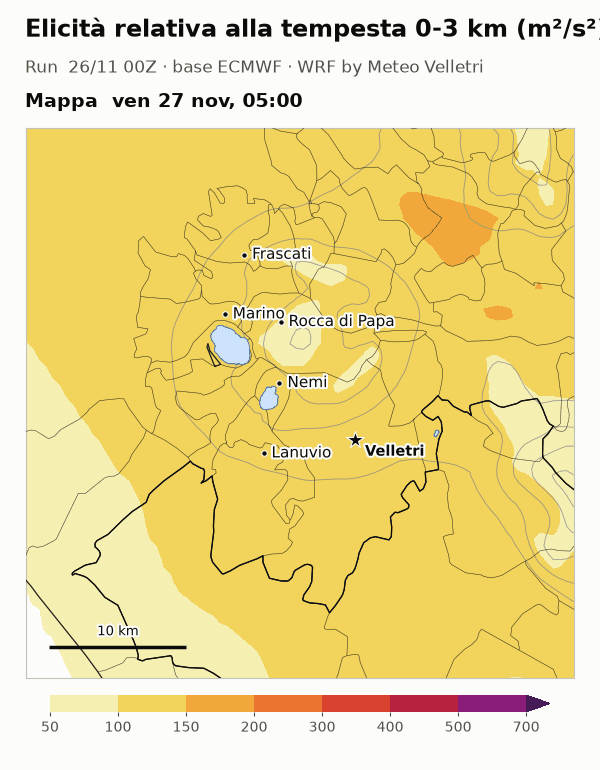 Elicità relativa alla tempesta 0-3 km (m²/s²)
Run 26/11 00Z · base ECMWF · WRF by Meteo Velletri
Mappa ven 27 nov, 05:00
Frascati
Marino
Rocca di Papa
Nemi
Velletri
Lanuvio
10 km
50 100 150 200 300 400 500 700